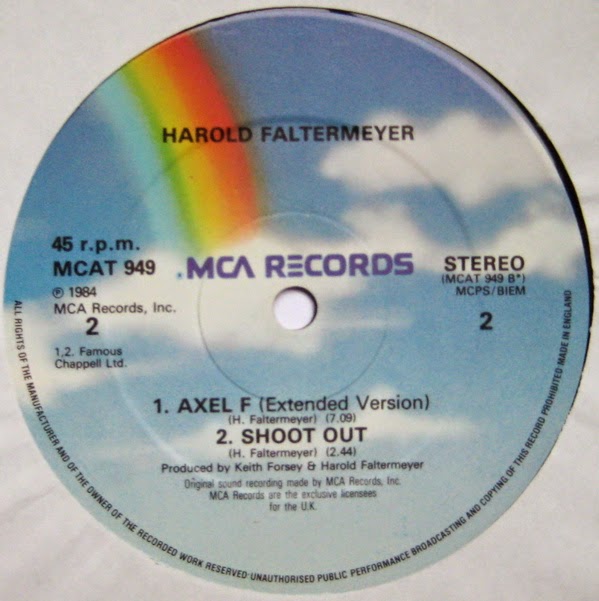 HAROLD FALTERMEYER
45 r.p.m.
MCAT 949
℗ 1984
MCA Records, Inc.
2
1,2. Famous
Chappell Ltd.
.MCA RECORDS
STEREO
(MCAT 949 B*)
MCPS/BIEM
2
1. AXEL F (Extended Version)
(H. Faltermeyer) (7.09)
2. SHOOT OUT
(H. Faltermeyer) (2.44)
Produced by Keith Forsey & Harold Faltermeyer
Original sound recording made by MCA Records, Inc.
MCA Records are the exclusive licensees
for the U.K.
ALL RIGHTS OF THE MANUFACTURER AND OF THE OWNER OF THE RECORDED WORK RESERVED UNAUTHORISED PUBLIC PERFORMANCE BROADCASTING AND COPYING OF THIS RECORD PROHIBITED MADE IN ENGLAND